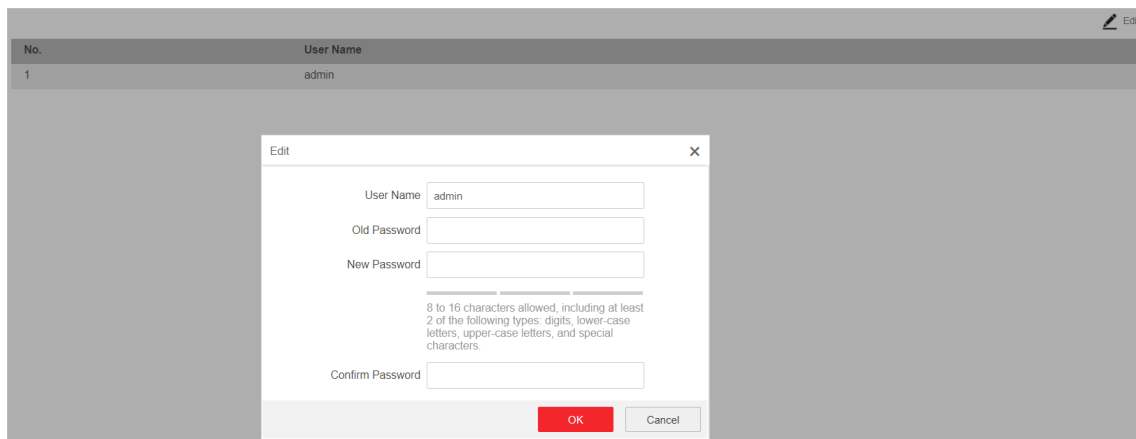 Edi
No. User Name
1 admin
Edit
User Name admin
Old Password
New Password
8 to 16 characters allowed, including at least
2 of the following types: digits, lower-case
letters, upper-case letters, and special
characters.
Confirm Password
OK Cancel